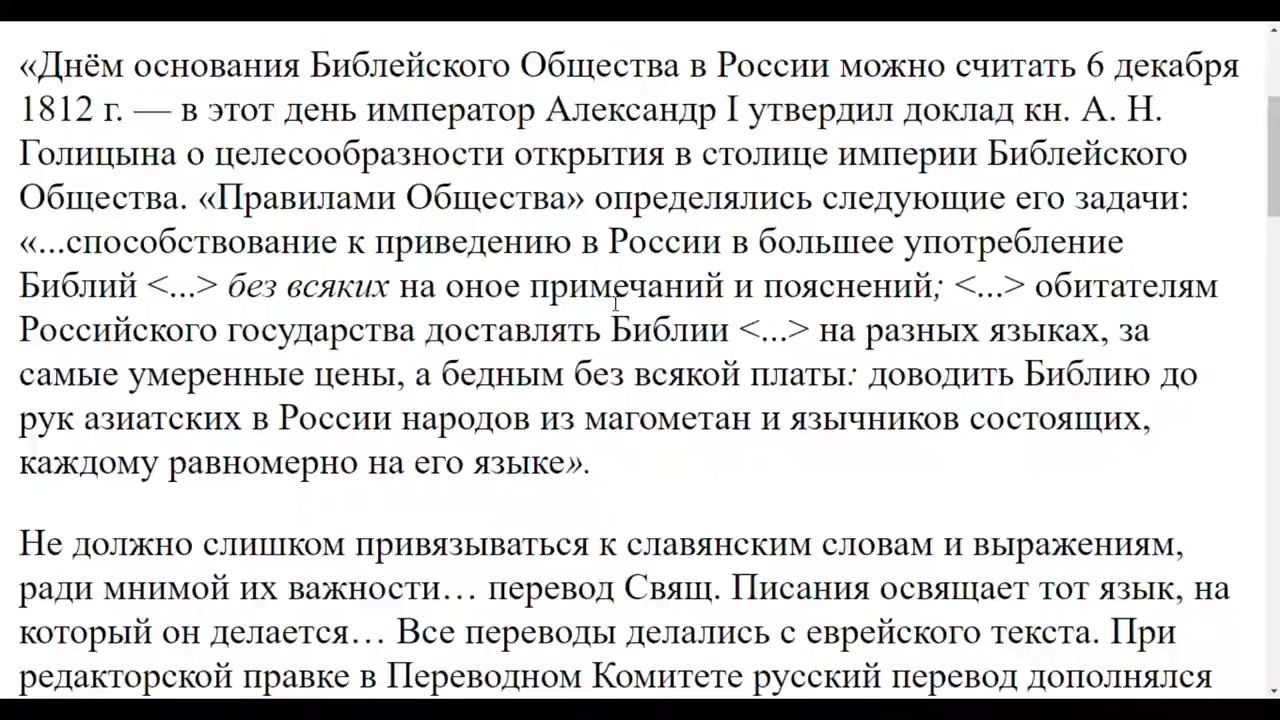 «Днём основания Библейского Общества в России можно считать 6 декабря
1812 г. — в этот день император Александр I утвердил доклад кн. А. Н.
Голицына о целесообразности открытия в столице империи Библейского
Общества. «Правилами Общества» определялись следующие его задачи:
«...способствование к приведению в России в большее употребление
Библий <...> без всяких на оное примечаний и пояснений; <...> обитателям
Российского государства доставлять Библии <...> на разных языках, за
самые умеренные цены, а бедным без всякой платы: доводить Библию до
рук азиатских в России народов из магометан и язычников состоящих,
каждому равномерно на его языке».
Не должно слишком привязываться к славянским словам и выражениям,
ради мнимой их важности… перевод Свящ. Писания освящает тот язык, на
который он делается… Все переводы делались с еврейского текста. При
редакторской правке в Переводном Комитете русский перевод дополнялся